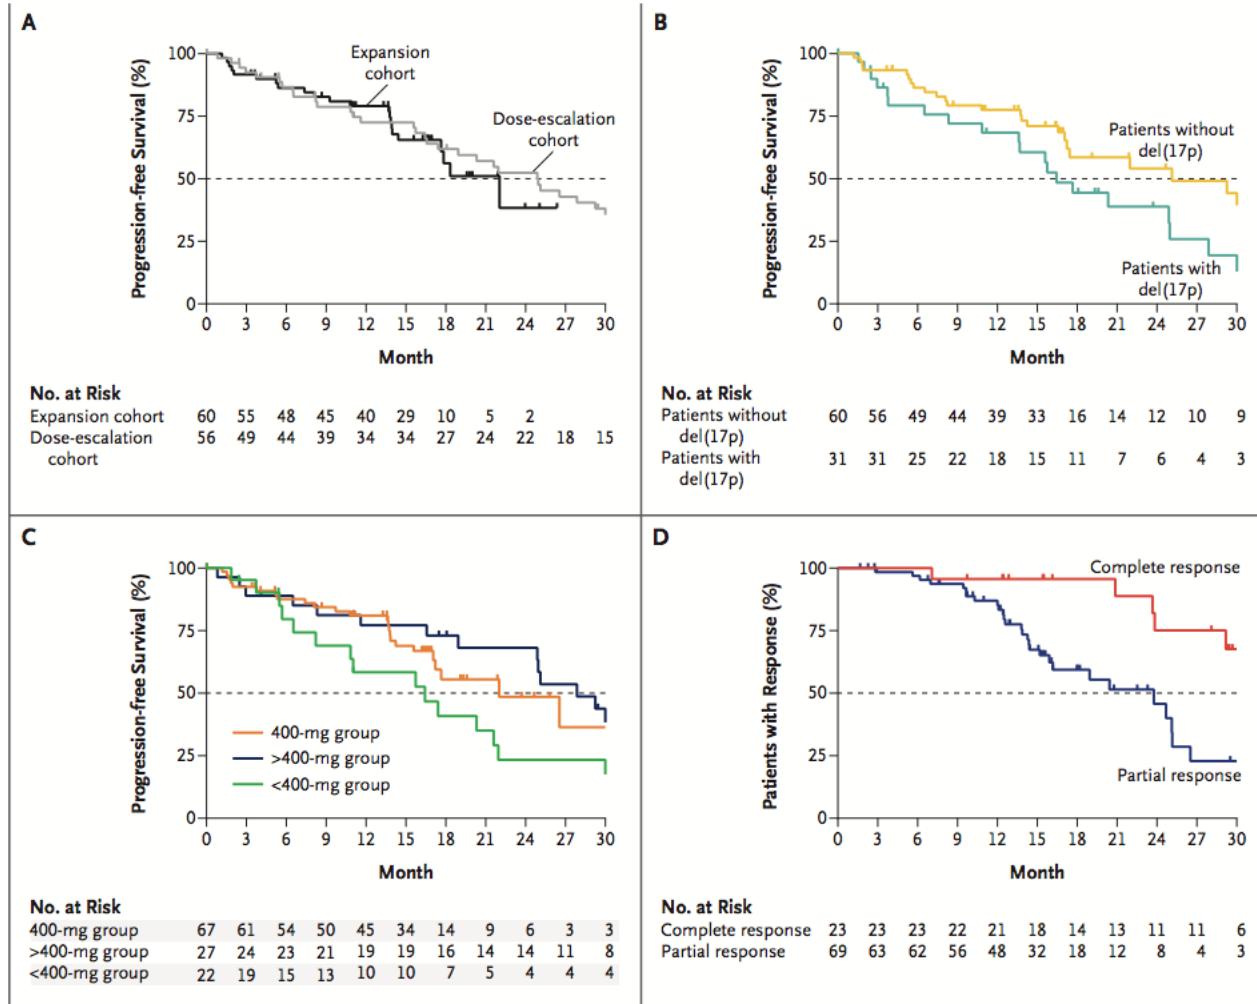 A
Progression-free Survival (%)
100
75
50
25
0
Expansion
cohort
Dose-escalation
cohort
0 3 6 9 12 15 18 21 24 27 30
Month
No. at Risk
Expansion cohort 60 55 48 45 40 29 10 5 2
Dose-escalation 56 49 44 39 34 34 27 24 22 18 15
cohort
B
Progression-free Survival (%)
100
75
50
25
0
Patients without
del(17p)
Patients with
del(17p)
0 3 6 9 12 15 18 21 24 27 30
Month
No. at Risk
Patients without 60 56 49 44 39 33 16 14 12 10 9
del(17p)
Patients with 31 31 25 22 18 15 11 7 6 4 3
del(17p)
C
Progression-free Survival (%)
100
75
50
25
0
400-mg group
>400-mg group
<400-mg group
0 3 6 9 12 15 18 21 24 27 30
Month
No. at Risk
400-mg group 67 61 54 50 45 34 14 9 6 3 3
>400-mg group 27 24 23 21 19 19 16 14 14 11 8
<400-mg group 22 19 15 13 10 10 7 5 4 4 4
D
Patients with Response (%)
100
75
50
25
0
Complete response
Partial response
0 3 6 9 12 15 18 21 24 27 30
Month
No. at Risk
Complete response 23 23 23 22 21 18 14 13 11 11 6
Partial response 69 63 62 56 48 32 18 12 8 4 3